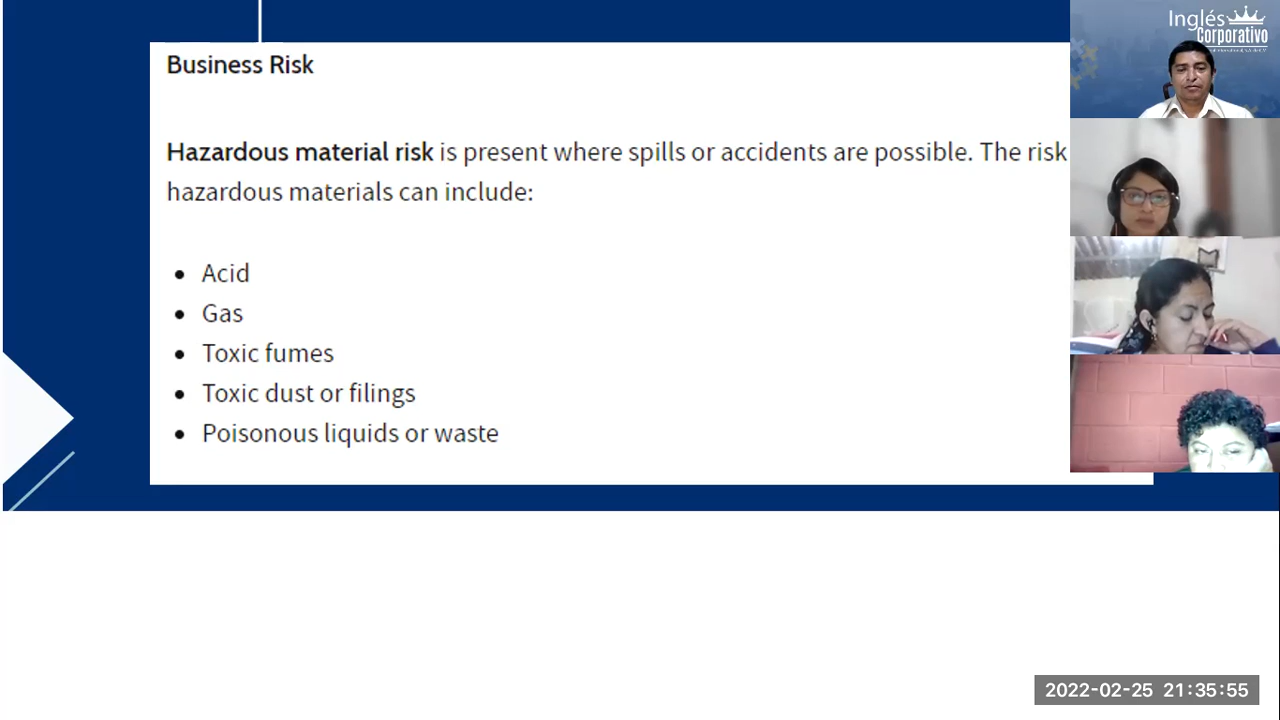 Business Risk
Hazardous material risk is present where spills or accidents are possible. The risk
hazardous materials can include:
• Acid
• Gas
• Toxic fumes
• Toxic dust or filings
• Poisonous liquids or waste
Inglés
Corporativo
2022-02-25 21:35:55